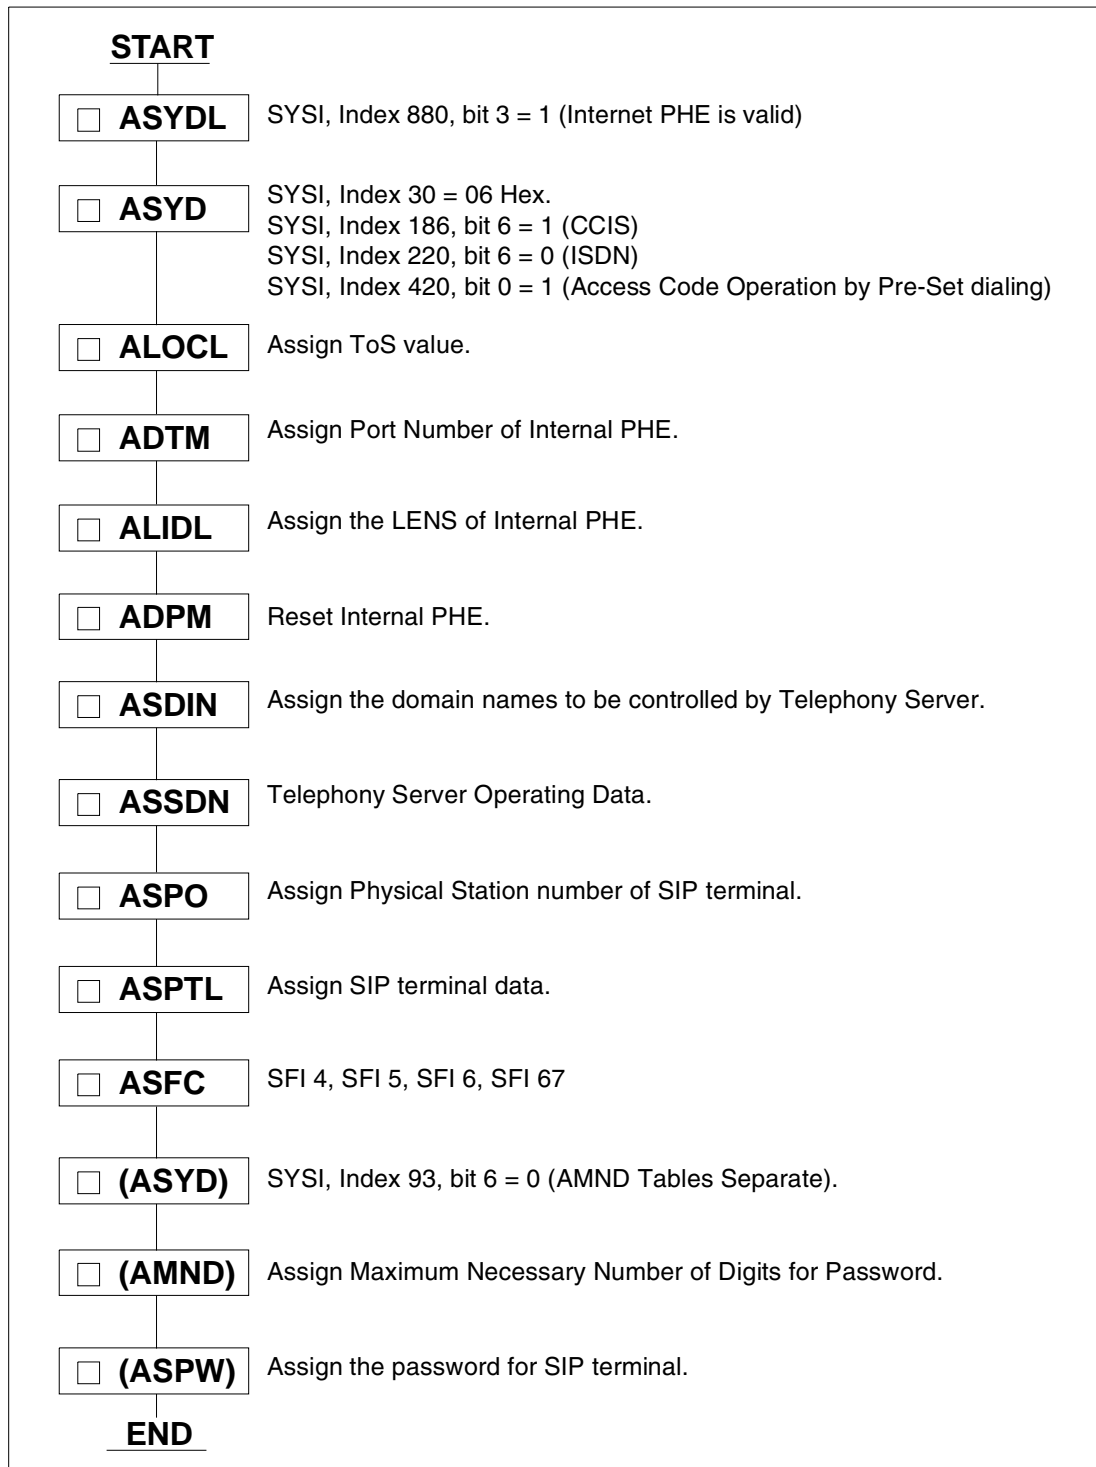 START
ASYDL SYSI, Index 880, bit 3 = 1 (Internet PHE is valid)
ASYD SYSI, Index 30 = 06 Hex.
SYSI, Index 186, bit 6 = 1 (CCIS)
SYSI, Index 220, bit 6 = 0 (ISDN)
SYSI, Index 420, bit 0 = 1 (Access Code Operation by Pre-Set dialing)
ALOCL Assign ToS value.
ADTM Assign Port Number of Internal PHE.
ALIDL Assign the LENS of Internal PHE.
ADPM Reset Internal PHE.
ASDIN Assign the domain names to be controlled by Telephony Server.
ASSDN Telephony Server Operating Data.
ASPO Assign Physical Station number of SIP terminal.
ASPTL Assign SIP terminal data.
ASFC SFI 4, SFI 5, SFI 6, SFI 67
(ASYD) SYSI, Index 93, bit 6 = 0 (AMND Tables Separate).
(AMND) Assign Maximum Necessary Number of Digits for Password.
(ASPW) Assign the password for SIP terminal.
END